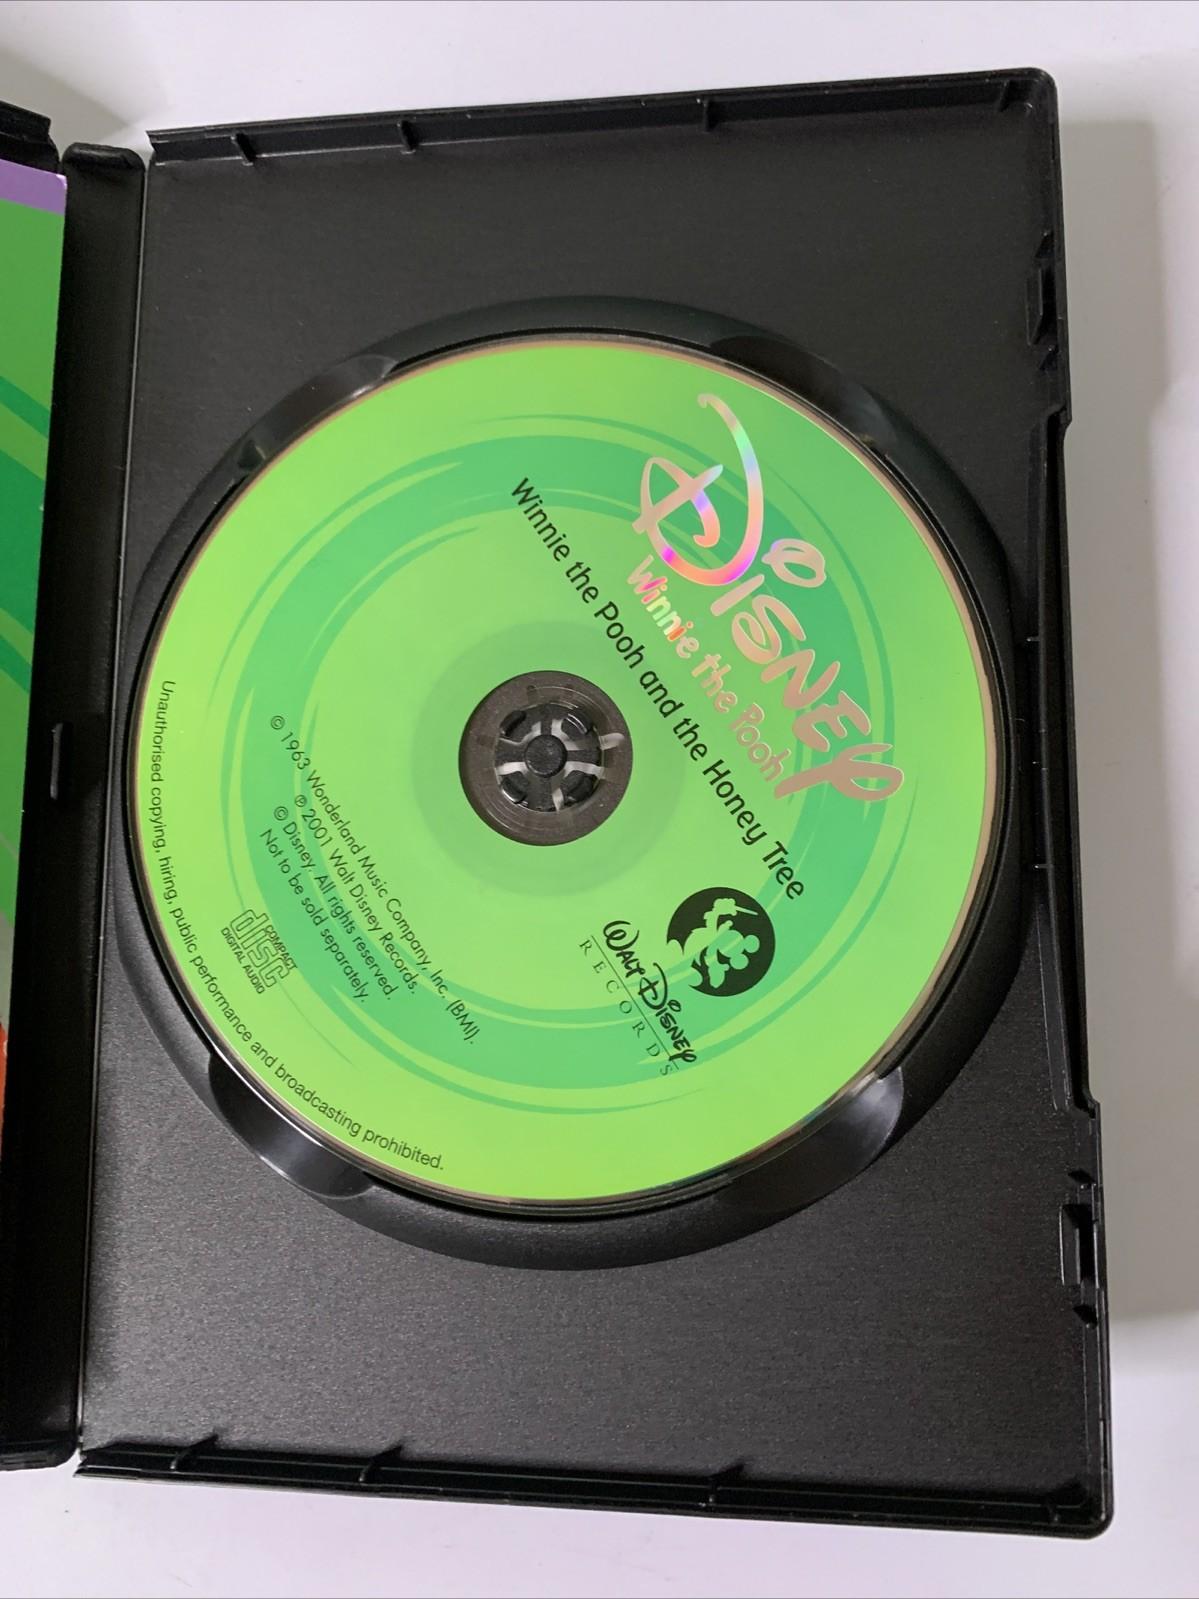 Disney
Winnie the Pooh
Winnie the Pooh and the Honey Tree
Walt Disney
RECORDS
© 1963 Wonderland Music Company, Inc. (BMI).
℗ 2001 Walt Disney Records.
© Disney. All rights reserved.
Not to be sold separately.
COMPACT
disc
DIGITAL AUDIO
Unauthorised copying, hiring, public performance and broadcasting prohibited.